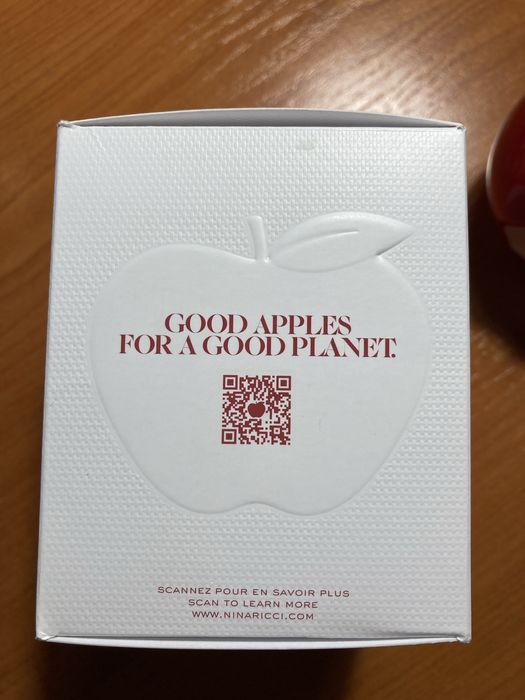 GOOD APPLES
FOR A GOOD PLANET.
SCANNEZ POUR EN SAVOIR PLUS
SCAN TO LEARN MORE
WWW.NINARICCI.COM